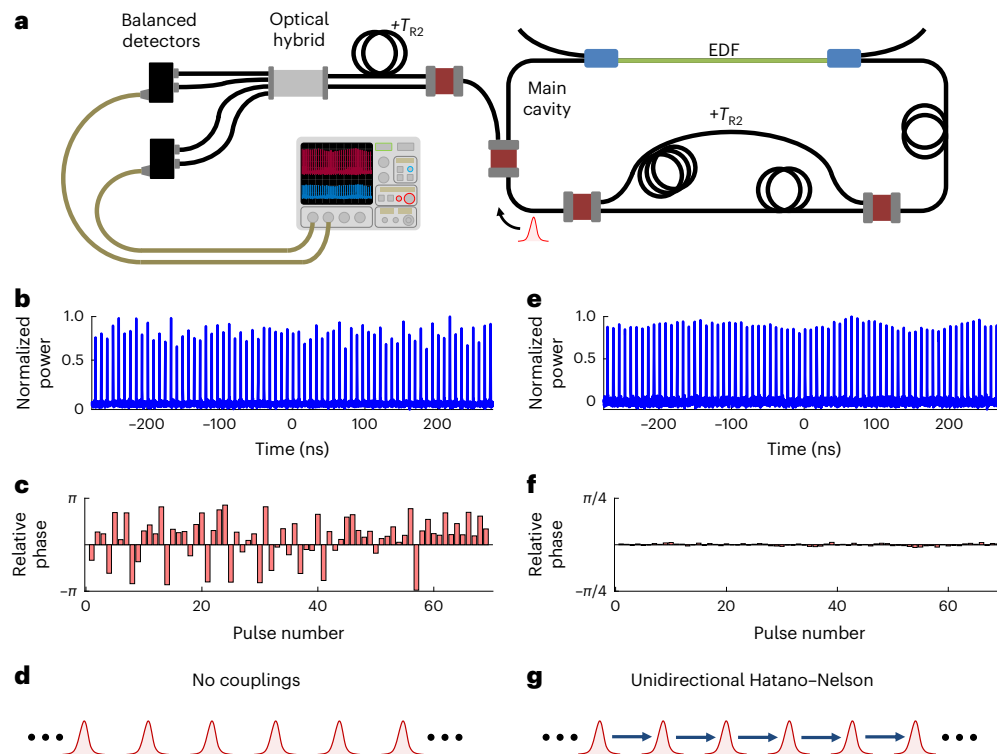 a
Balanced
detectors
Optical
hybrid
+T_R2
Main
cavity
EDF
+T_R2
b
Normalized
power
1.0
0.5
0
−200
−100
0
100
200
Time (ns)
e
Normalized
power
1.0
0.5
0
−200
−100
0
100
200
Time (ns)
c
Relative
phase
π
−π
0
20
40
60
Pulse number
f
Relative
phase
π/4
−π/4
0
20
40
60
Pulse number
d
No couplings
g
Unidirectional Hatano–Nelson